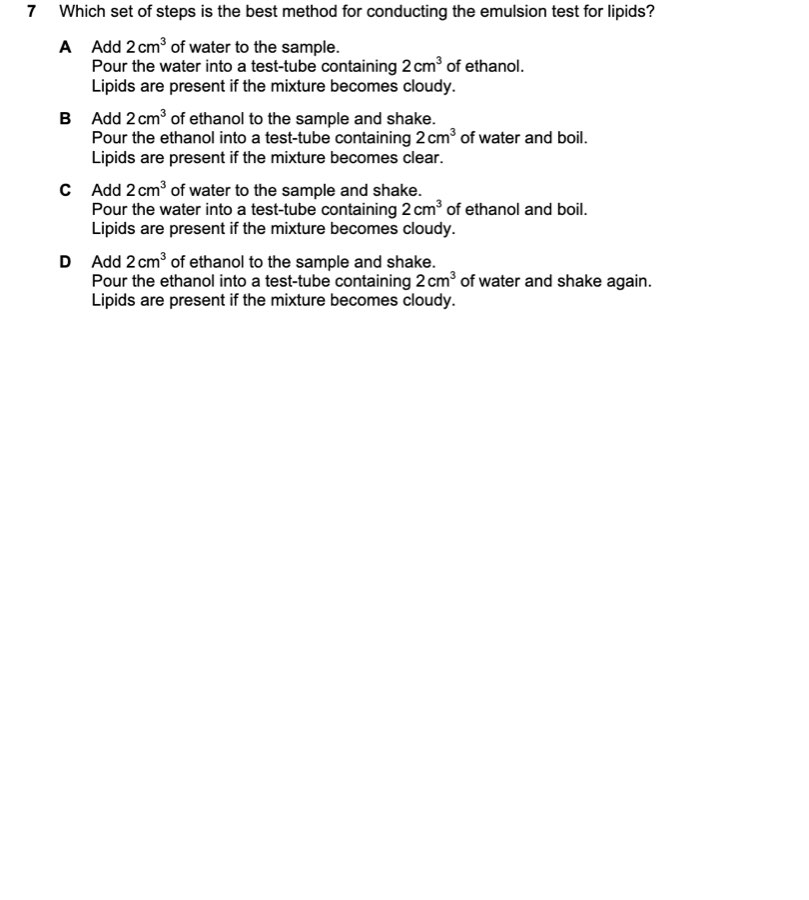 7 Which set of steps is the best method for conducting the emulsion test for lipids?
A Add 2 cm³ of water to the sample.
Pour the water into a test-tube containing 2 cm³ of ethanol.
Lipids are present if the mixture becomes cloudy.
B Add 2 cm³ of ethanol to the sample and shake.
Pour the ethanol into a test-tube containing 2 cm³ of water and boil.
Lipids are present if the mixture becomes clear.
C Add 2 cm³ of water to the sample and shake.
Pour the water into a test-tube containing 2 cm³ of ethanol and boil.
Lipids are present if the mixture becomes cloudy.
D Add 2 cm³ of ethanol to the sample and shake.
Pour the ethanol into a test-tube containing 2 cm³ of water and shake again.
Lipids are present if the mixture becomes cloudy.